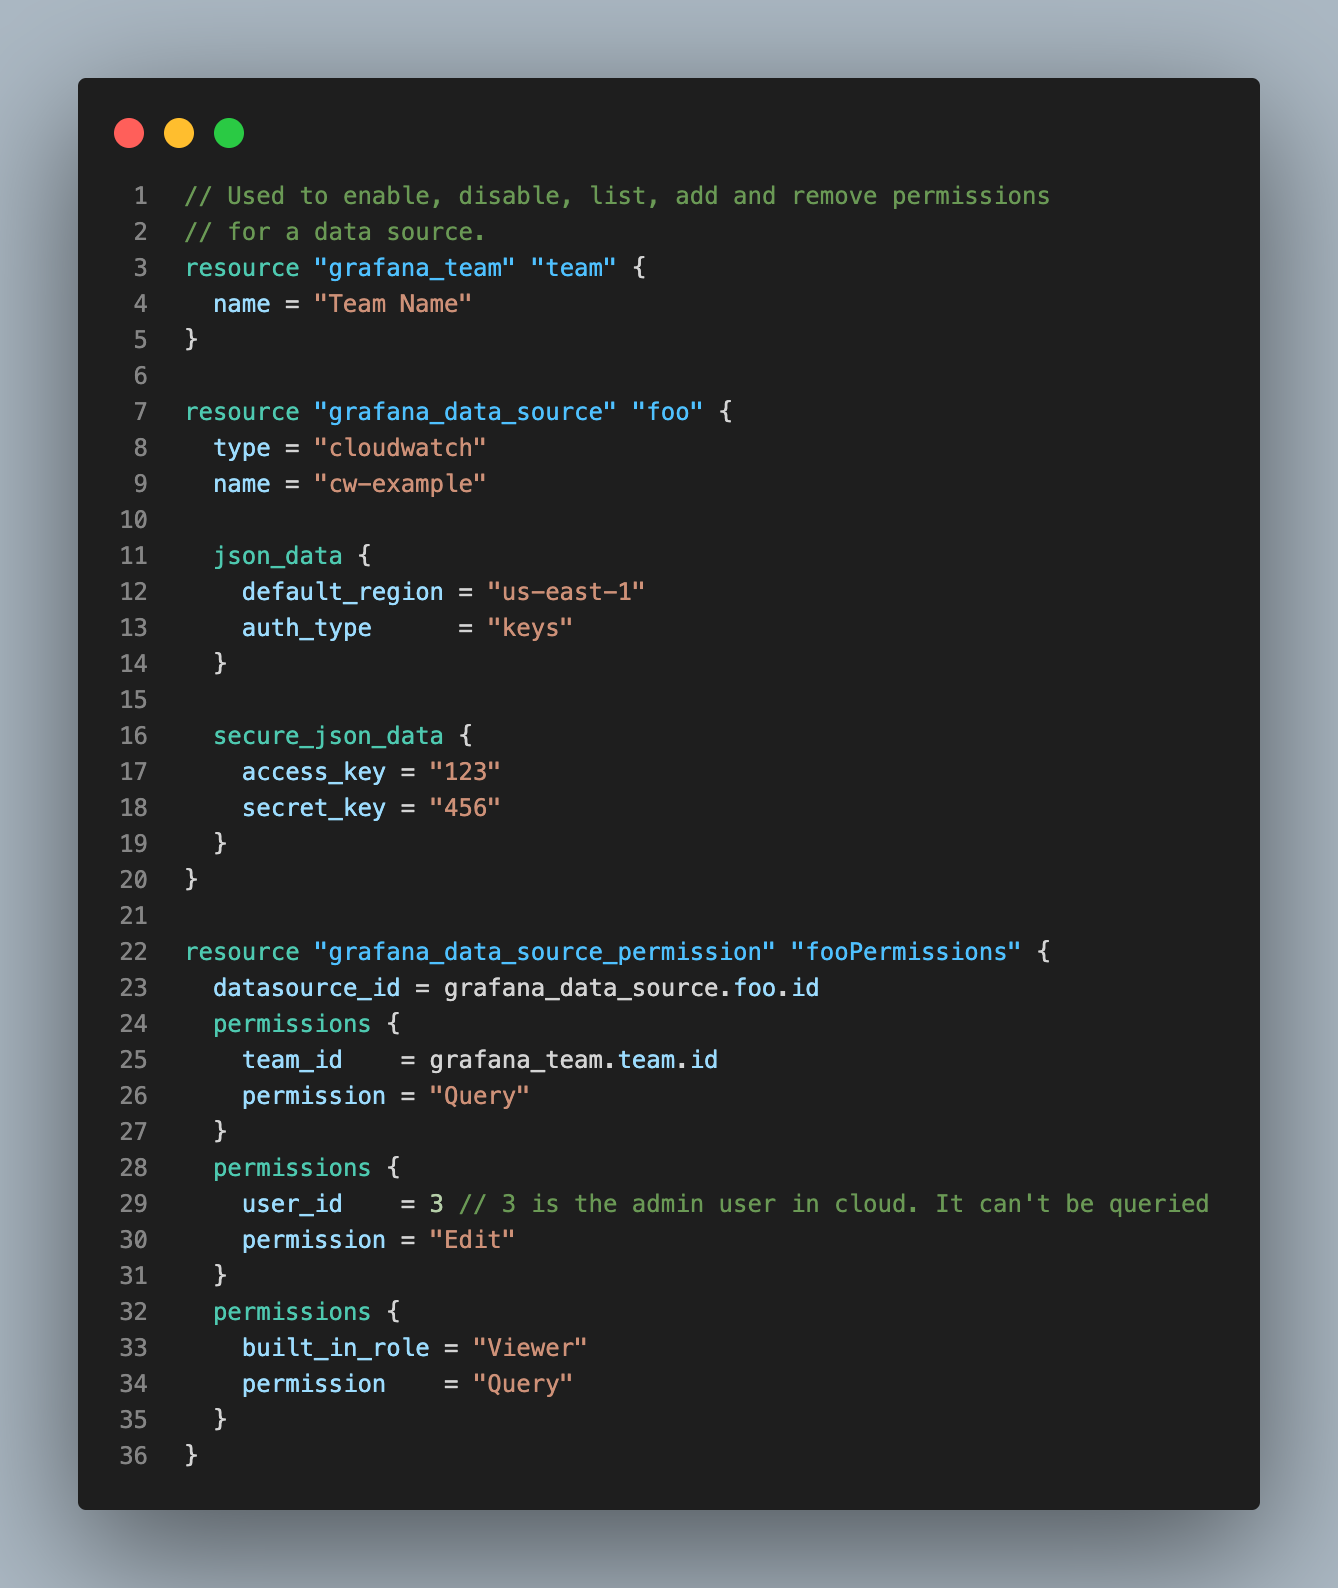 1 // Used to enable, disable, list, add and remove permissions
2 // for a data source.
3 resource "grafana_team" "team" {
4   name = "Team Name"
5 }
6
7 resource "grafana_data_source" "foo" {
8   type = "cloudwatch"
9   name = "cw-example"
10
11   json_data {
12     default_region = "us-east-1"
13     auth_type      = "keys"
14   }
15
16   secure_json_data {
17     access_key = "123"
18     secret_key = "456"
19   }
20 }
21
22 resource "grafana_data_source_permission" "fooPermissions" {
23   datasource_id = grafana_data_source.foo.id
24   permissions {
25     team_id    = grafana_team.team.id
26     permission = "Query"
27   }
28   permissions {
29     user_id    = 3 // 3 is the admin user in cloud. It can't be queried
30     permission = "Edit"
31   }
32   permissions {
33     built_in_role = "Viewer"
34     permission    = "Query"
35   }
36 }